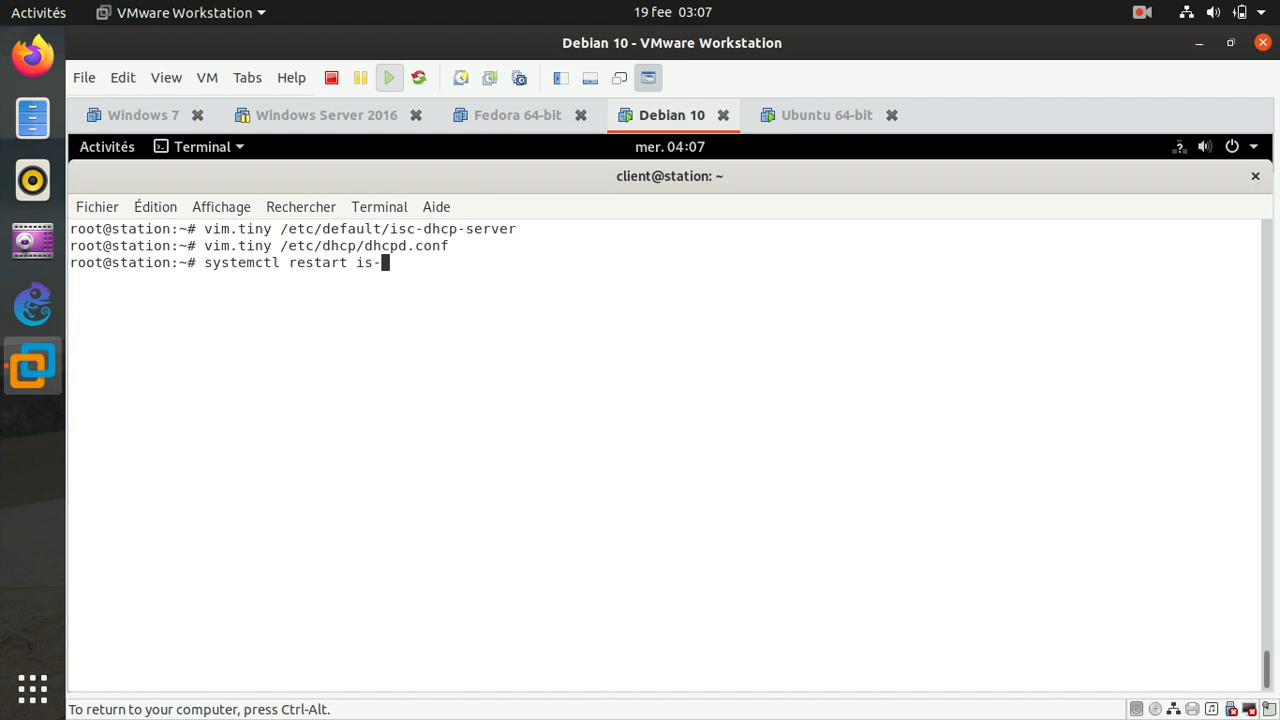 Activités VMware Workstation 19 fee 03:07
Debian 10 - VMware Workstation
File Edit View VM Tabs Help
Windows 7 Windows Server 2016 Fedora 64-bit Debian 10 Ubuntu 64-bit
Activités Terminal mer. 04:07
client@station: ~
Fichier Édition Affichage Rechercher Terminal Aide
root@station:~# vim.tiny /etc/default/isc-dhcp-server
root@station:~# vim.tiny /etc/dhcp/dhcpd.conf
root@station:~# systemctl restart is-
To return to your computer, press Ctrl-Alt.